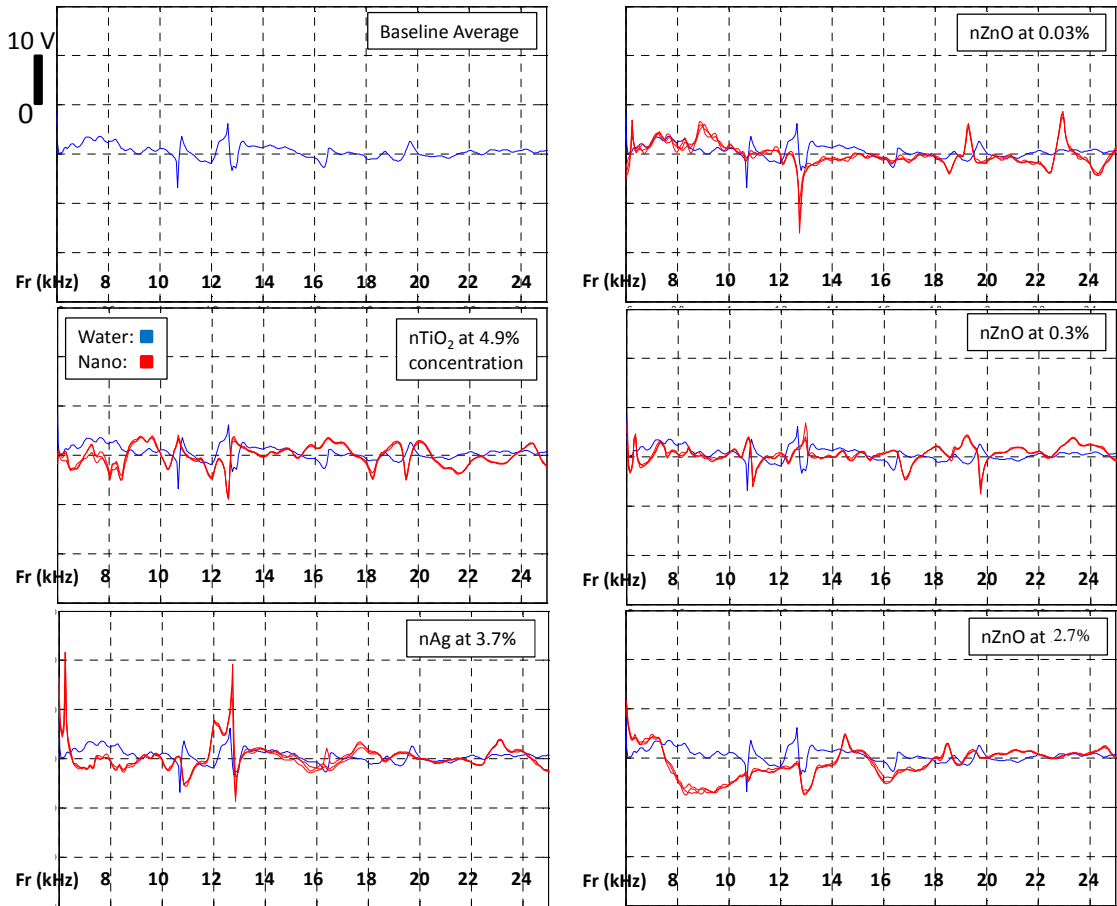 10 V
0
Baseline Average
Fr (kHz) 8 10 12 14 16 18 20 22 24
nZnO at 0.03%
Fr (kHz) 8 10 12 14 16 18 20 22 24
Water:
Nano:
nTiO₂ at 4.9%
concentration
Fr (kHz) 8 10 12 14 16 18 20 22 24
nZnO at 0.3%
Fr (kHz) 8 10 12 14 16 18 20 22 24
nAg at 3.7%
Fr (kHz) 8 10 12 14 16 18 20 22 24
nZnO at 2.7%
Fr (kHz) 8 10 12 14 16 18 20 22 24